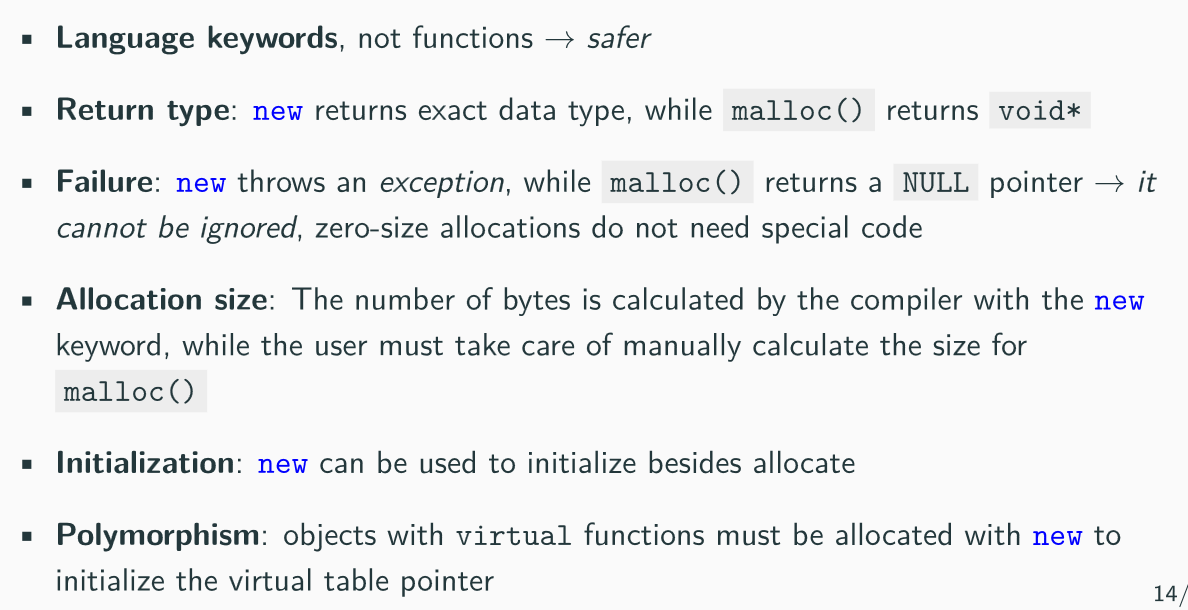 ▪ Language keywords, not functions → safer
▪ Return type: new returns exact data type, while malloc() returns void*
▪ Failure: new throws an exception, while malloc() returns a NULL pointer → it
cannot be ignored, zero-size allocations do not need special code
▪ Allocation size: The number of bytes is calculated by the compiler with the new
keyword, while the user must take care of manually calculate the size for
malloc()
▪ Initialization: new can be used to initialize besides allocate
▪ Polymorphism: objects with virtual functions must be allocated with new to
initialize the virtual table pointer
14/